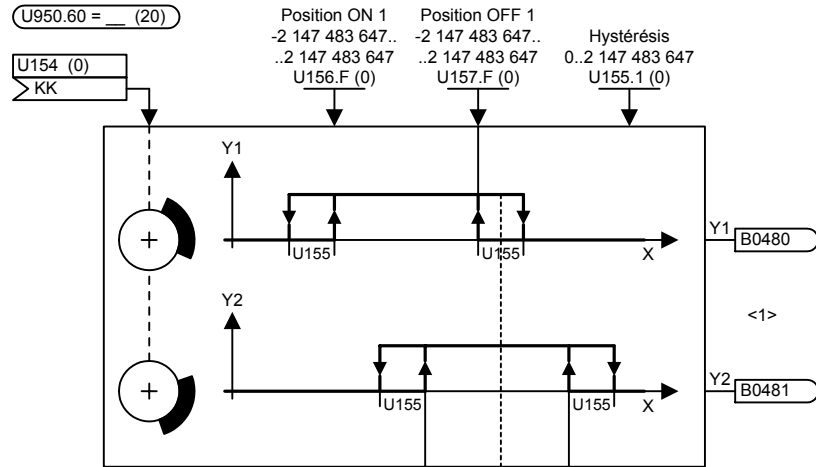 U950.60 = __ (20)
Position ON 1
-2 147 483 647..
..2 147 483 647
U156.F (0)
Position OFF 1
-2 147 483 647..
..2 147 483 647
U157.F (0)
Hystérésis
0..2 147 483 647
U155.1 (0)
U154 (0)
KK
Y1
U155
U155
X
Y1
B0480
<1>
Y2
U155
U155
X
Y2
B0481